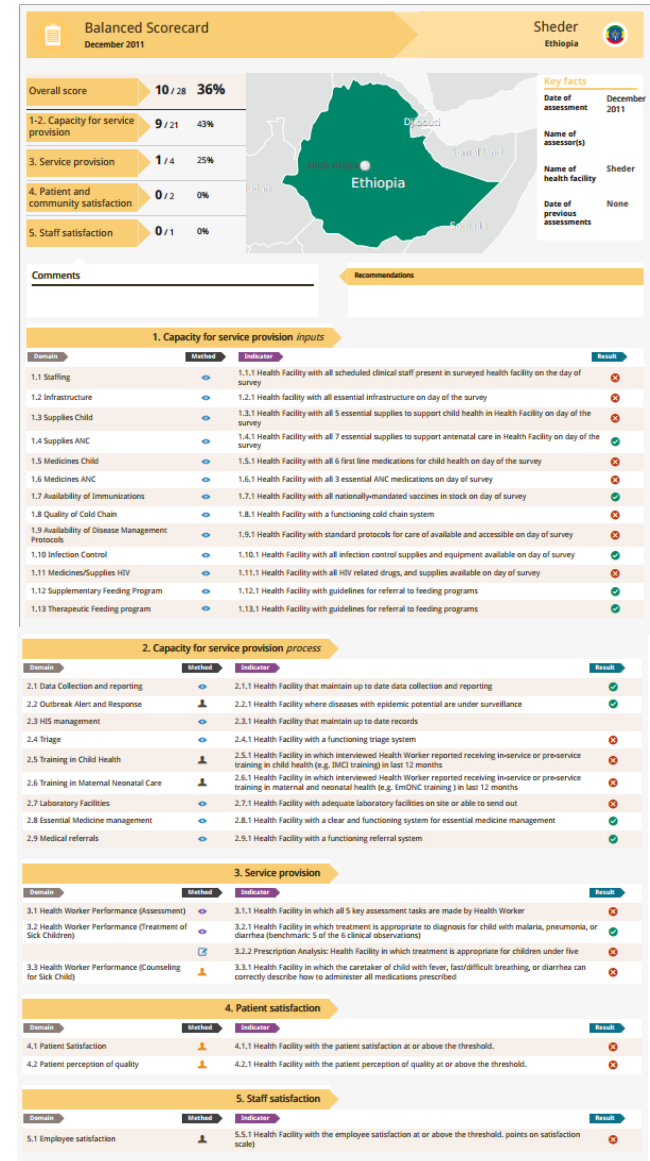 Balanced Scorecard
December 2011
Sheder
Ethiopia
Overall score 10 / 28 36%
1-2. Capacity for service
provision
9 / 21 43%
3. Service provision 1 / 4 25%
4. Patient and
community satisfaction
0 / 2 0%
5. Staff satisfaction 0 / 1 0%
Djibouti
Addis Ababa
Ethiopia
Key facts
Date of
assessment
December
2011
Name of
assessor(s)
Name of
health facility
Sheder
Date of
previous
assessments
None
Comments
Recommendations
1. Capacity for service provision inputs
Domain Method Indicator Result
1.1 Staffing
1.1.1 Health Facility with all scheduled clinical staff present in surveyed health facility on the day of
survey
1.2 Infrastructure 1.2.1 Health facility with all essential infrastructure on day of the survey
1.3 Supplies Child
1.3.1 Health Facility with all 5 essential supplies to support child health in Health Facility on day of the
survey
1.4 Supplies ANC
1.4.1 Health Facility with all 7 essential supplies to support antenatal care in Health Facility on day of the
survey
1.5 Medicines Child 1.5.1 Health Facility with all 6 first line medications for child health on day of the survey
1.6 Medicines ANC 1.6.1 Health Facility with all 3 essential ANC medications on day of survey
1.7 Availability of Immunizations 1.7.1 Health Facility with all nationally-mandated vaccines in stock on day of survey
1.8 Quality of Cold Chain 1.8.1 Health Facility with a functioning cold chain system
1.9 Availability of Disease Management
Protocols
1.9.1 Health Facility with standard protocols for care of available and accessible on day of survey
1.10 Infection Control 1.10.1 Health Facility with all infection control supplies and equipment available on day of survey
1.11 Medicines/Supplies HIV 1.11.1 Health Facility with all HIV related drugs, and supplies available on day of survey
1.12 Supplementary Feeding Program 1.12.1 Health Facility with guidelines for referral to feeding programs
1.13 Therapeutic Feeding program 1.13.1 Health Facility with guidelines for referral to feeding programs
2. Capacity for service provision process
Domain Method Indicator Result
2.1 Data Collection and reporting 2.1.1 Health Facility that maintain up to date data collection and reporting
2.2 Outbreak Alert and Response 2.2.1 Health Facility where diseases with epidemic potential are under surveillance
2.3 HIS management 2.3.1 Health Facility that maintain up to date records
2.4 Triage 2.4.1 Health Facility with a functioning triage system
2.5 Training in Child Health
2.5.1 Health Facility in which interviewed Health Worker reported receiving in-service or pre-service
training in child health (e.g. IMCI training) in last 12 months
2.6 Training in Maternal Neonatal Care
2.6.1 Health Facility in which interviewed Health Worker reported receiving in-service or pre-service
training in maternal and neonatal health (e.g. EmONC training ) in last 12 months
2.7 Laboratory Facilities 2.7.1 Health Facility with adequate laboratory facilities on site or able to send out
2.8 Essential Medicine management 2.8.1 Health Facility with a clear and functioning system for essential medicine management
2.9 Medical referrals 2.9.1 Health Facility with a functioning referral system
3. Service provision
Domain Method Indicator Result
3.1 Health Worker Performance (Assessment) 3.1.1 Health Facility in which all 5 key assessment tasks are made by Health Worker
3.2 Health Worker Performance (Treatment of
Sick Children)
3.2.1 Health Facility in which treatment is appropriate to diagnosis for child with malaria, pneumonia, or
diarrhea (benchmark: 5 of the 6 clinical observations)
3.2.2 Prescription Analysis: Health Facility in which treatment is appropriate for children under five
3.3 Health Worker Performance (Counseling
for Sick Child)
3.3.1 Health Facility in which the caretaker of child with fever, fast/difficult breathing, or diarrhea can
correctly describe how to administer all medications prescribed
4. Patient satisfaction
Domain Method Indicator Result
4.1 Patient Satisfaction 4.1.1 Health Facility with the patient satisfaction at or above the threshold.
4.2 Patient perception of quality 4.2.1 Health Facility with the patient perception of quality at or above the threshold.
5. Staff satisfaction
Domain Method Indicator Result
5.1 Employee satisfaction
5.5.1 Health Facility with the employee satisfaction at or above the threshold. points on satisfaction
scale)